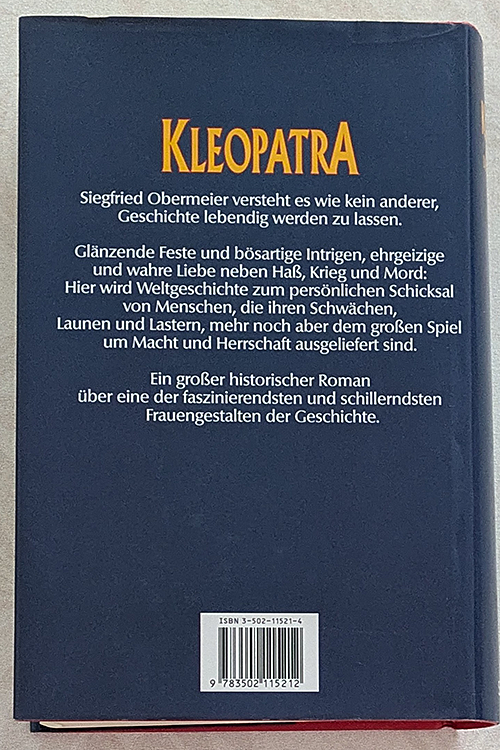 KLEOPATRA
Siegfried Obermeier versteht es wie kein anderer,
Geschichte lebendig werden zu lassen.
Glänzende Feste und bösartige Intrigen, ehrgeizige
und wahre Liebe neben Haß, Krieg und Mord:
Hier wird Weltgeschichte zum persönlichen Schicksal
von Menschen, die ihren Schwächen,
Launen und Lastern, mehr noch aber dem großen Spiel
um Macht und Herrschaft ausgeliefert sind.
Ein großer historischer Roman
über eine der faszinierendsten und schillerndsten
Frauengestalten der Geschichte.
ISBN 3-502-11521-4
9 783502 115212